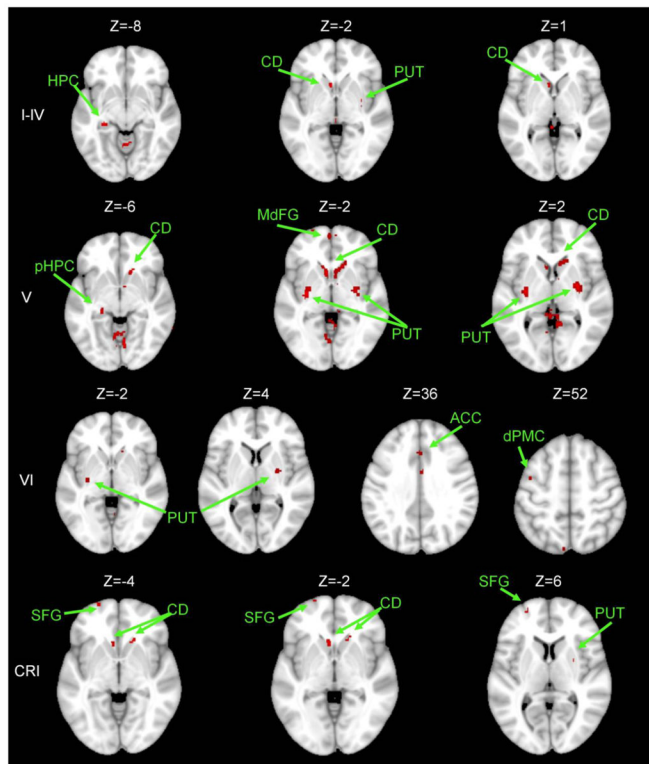 Z=-8 Z=-2 Z=1
HPC CD PUT CD
I-IV
Z=-6 Z=-2 Z=2
CD MdFG CD CD
pHPC
V
PUT PUT
Z=-2 Z=4 Z=36 Z=52
ACC dPMC
VI
PUT
Z=-4 Z=-2 Z=6
SFG CD SFG CD SFG PUT
CRI